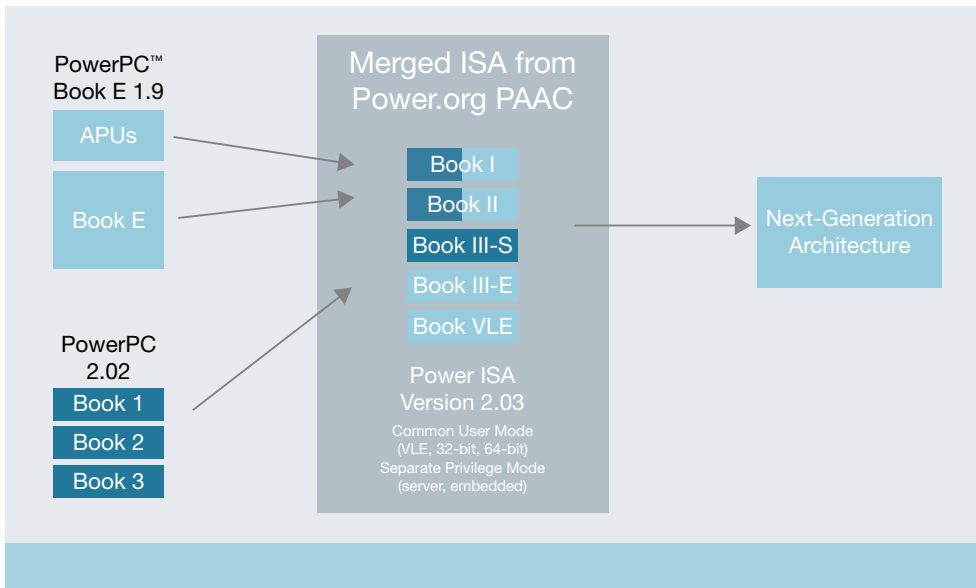 PowerPC™
Book E 1.9
APUs
Book E
PowerPC
2.02
Book 1
Book 2
Book 3
Merged ISA from
Power.org PAAC
Book I
Book II
Book III-S
Book III-E
Book VLE
Power ISA
Version 2.03
Common User Mode
(VLE, 32-bit, 64-bit)
Separate Privilege Mode
(server, embedded)
Next-Generation
Architecture